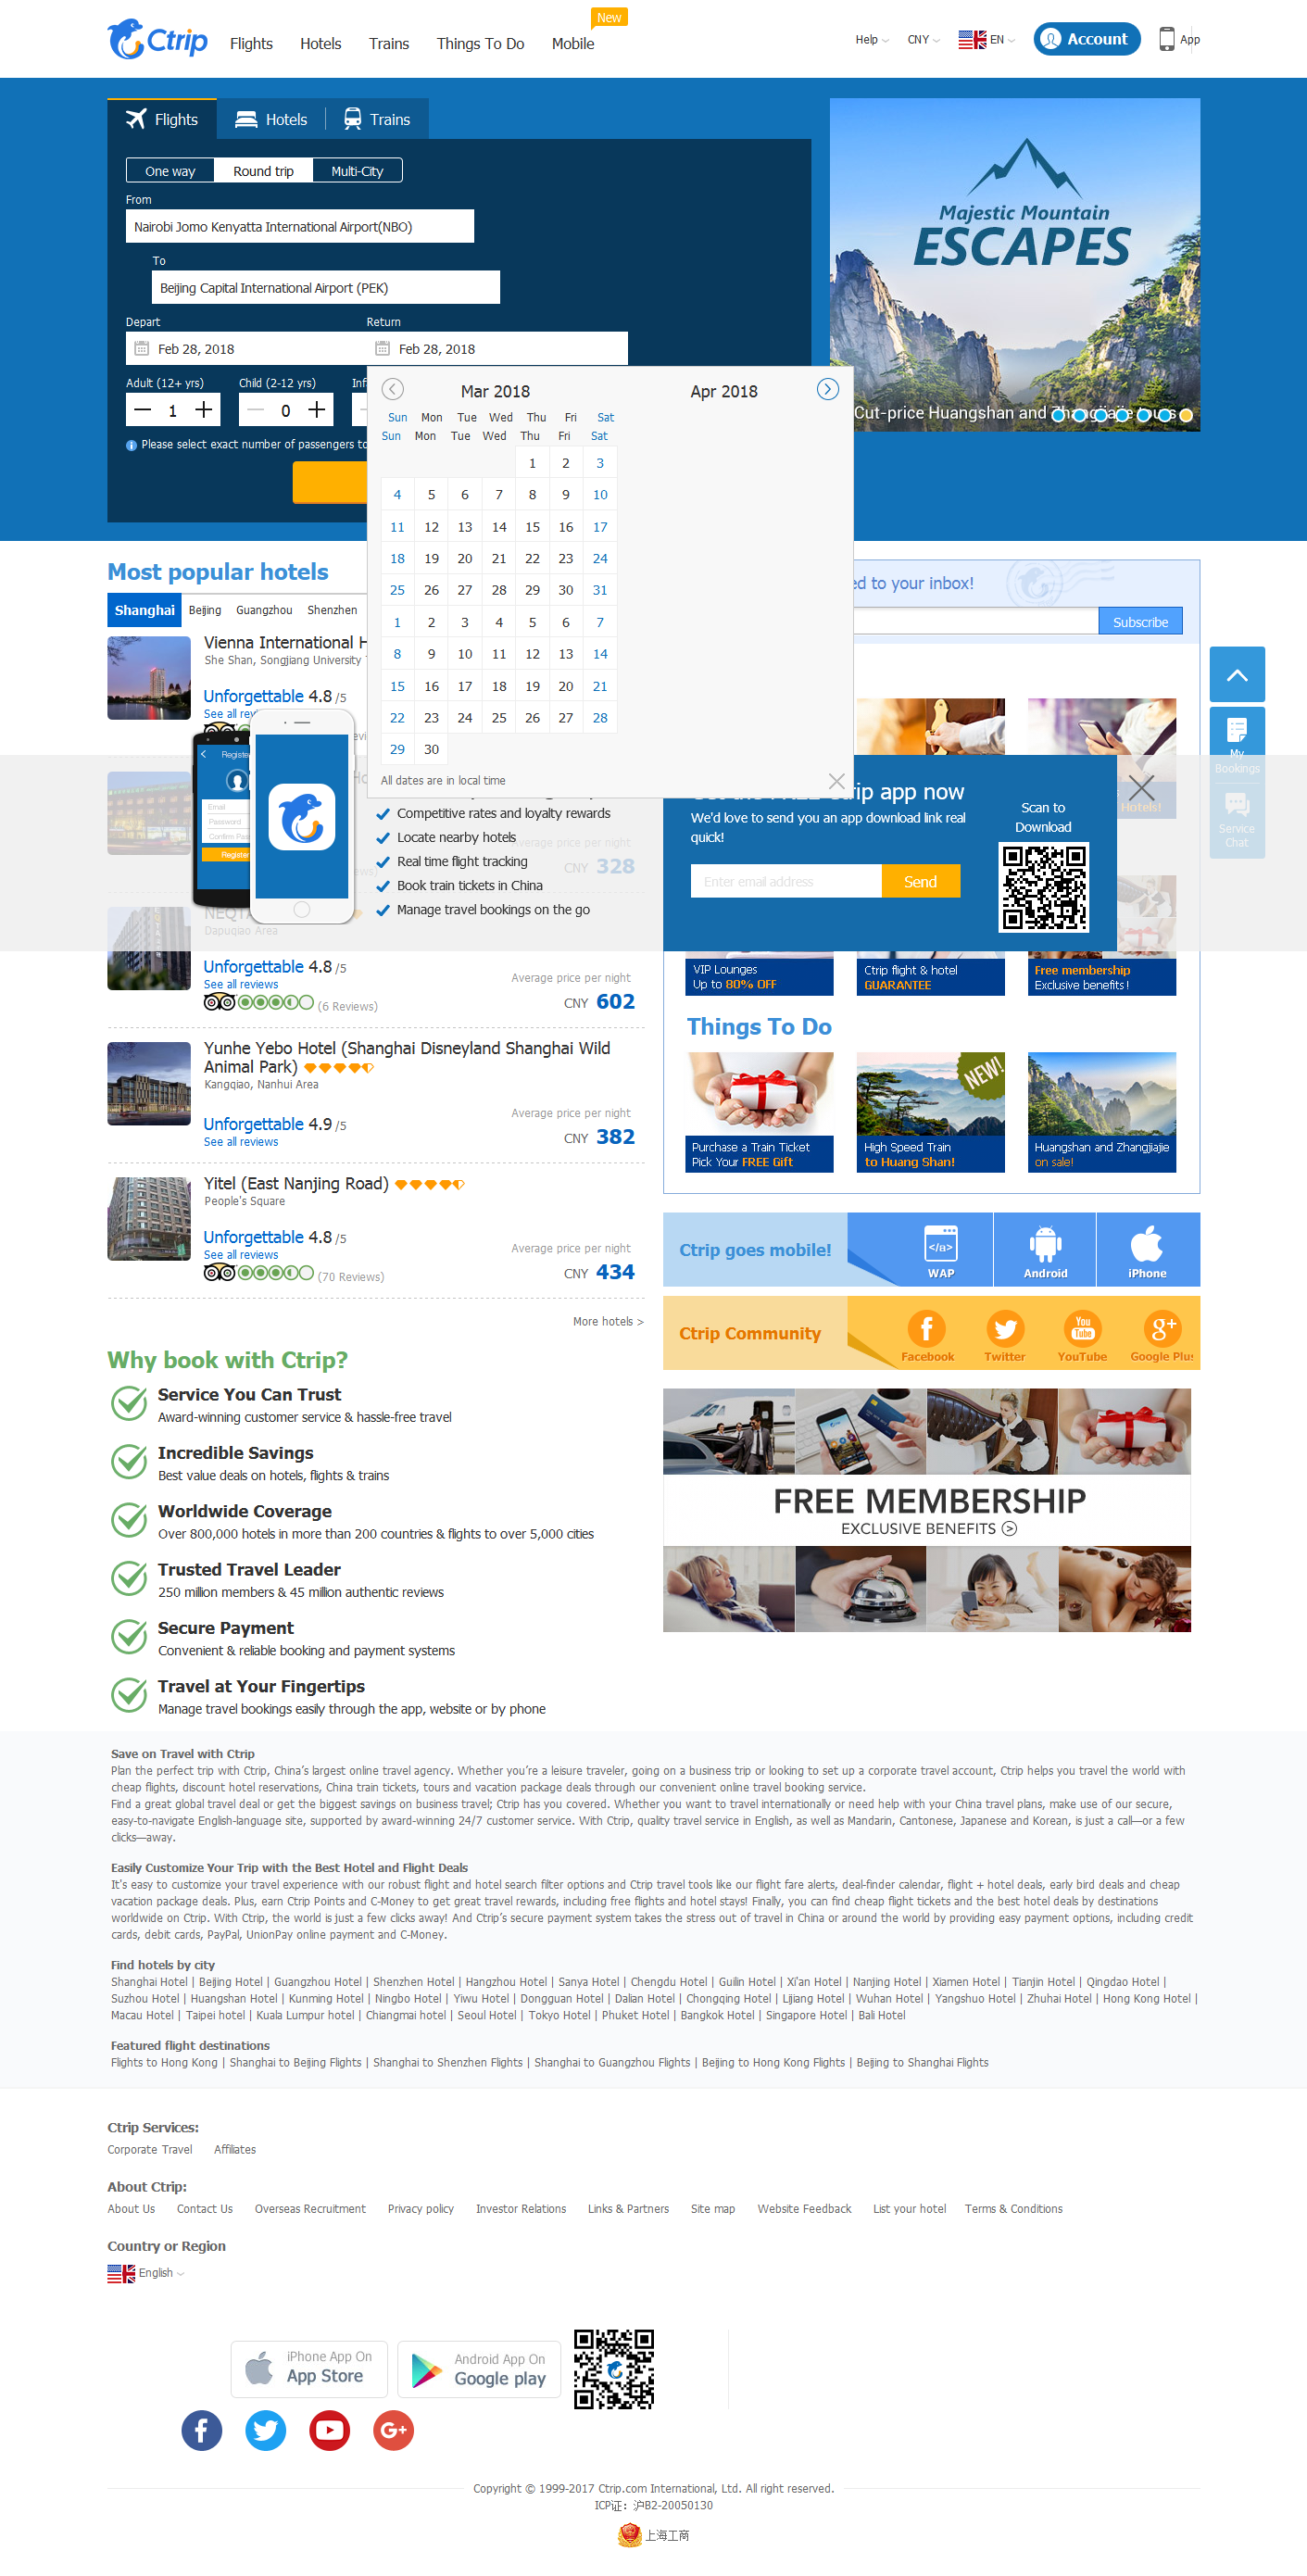 Ctrip
Flights
Hotels
Trains
Things To Do
Mobile
New
Help
CNY
EN
Account
App
Flights
Hotels
Trains
One way
Round trip
Multi-City
From
Nairobi Jomo Kenyatta International Airport(NBO)
To
Beijing Capital International Airport (PEK)
Depart
Return
Feb 28, 2018
Feb 28, 2018
Adult (12+ yrs)
Child (2-12 yrs)
1
0
Please select exact number of passengers to
Majestic Mountain
ESCAPES
Cut-price Huangshan and Zhangjiajie tours
Mar 2018
Apr 2018
Sun Mon Tue Wed Thu Fri Sat
Sun Mon Tue Wed Thu Fri Sat
1 2 3
4 5 6 7 8 9 10
11 12 13 14 15 16 17
18 19 20 21 22 23 24
25 26 27 28 29 30 31
1 2 3 4 5 6 7
8 9 10 11 12 13 14
15 16 17 18 19 20 21
22 23 24 25 26 27 28
29 30
All dates are in local time
Most popular hotels
Shanghai
Beijing
Guangzhou
Shenzhen
Vienna International
She Shan, Songjiang University
Unforgettable 4.8 /5
See all
ed to your inbox!
Subscribe
My
Bookings
Service
Chat
Register
Email
Password
Register
Competitive rates and loyalty rewards
Locate nearby hotels
Real time flight tracking
Book train tickets in China
Manage travel bookings on the go
Average price per night
CNY 328
app now
We'd love to send you an app download link real
quick!
Enter email address
Send
Scan to
Download
Hotels!
Dapuqiao Area
Unforgettable 4.8 /5
See all reviews
(6 Reviews)
Average price per night
CNY 602
VIP Lounges
Up to 80% OFF
Ctrip flight & hotel
GUARANTEE
Free membership
Exclusive benefits !
Yunhe Yebo Hotel (Shanghai Disneyland Shanghai Wild
Animal Park)
Kangqiao, Nanhui Area
Unforgettable 4.9 /5
See all reviews
Average price per night
CNY 382
Yitel (East Nanjing Road)
People's Square
Unforgettable 4.8 /5
See all reviews
(70 Reviews)
Average price per night
CNY 434
More hotels >
Things To Do
NEW!
Purchase a Train Ticket
Pick Your FREE Gift
High Speed Train
to Huang Shan!
Huangshan and Zhangjiajie
on sale!
Ctrip goes mobile!
WAP
Android
iPhone
Ctrip Community
Facebook
Twitter
YouTube
Google Plus
FREE MEMBERSHIP
EXCLUSIVE BENEFITS
Why book with Ctrip?
Service You Can Trust
Award-winning customer service & hassle-free travel
Incredible Savings
Best value deals on hotels, flights & trains
Worldwide Coverage
Over 800,000 hotels in more than 200 countries & flights to over 5,000 cities
Trusted Travel Leader
250 million members & 45 million authentic reviews
Secure Payment
Convenient & reliable booking and payment systems
Travel at Your Fingertips
Manage travel bookings easily through the app, website or by phone
Save on Travel with Ctrip
Plan the perfect trip with Ctrip, China's largest online travel agency. Whether you're a leisure traveler, going on a business trip or looking to set up a corporate travel account, Ctrip helps you travel the world with
cheap flights, discount hotel reservations, China train tickets, tours and vacation package deals through our convenient online travel booking service.
Find a great global travel deal or get the biggest savings on business travel; Ctrip has you covered. Whether you want to travel internationally or need help with your China travel plans, make use of our secure,
easy-to-navigate English-language site, supported by award-winning 24/7 customer service. With Ctrip, quality travel service in English, as well as Mandarin, Cantonese, Japanese and Korean, is just a call—or a few
clicks—away.
Easily Customize Your Trip with the Best Hotel and Flight Deals
It's easy to customize your travel experience with our robust flight and hotel search filter options and Ctrip travel tools like our flight fare alerts, deal-finder calendar, flight + hotel deals, early bird deals and cheap
vacation package deals. Plus, earn Ctrip Points and C-Money to get great travel rewards, including free flights and hotel stays! Finally, you can find cheap flight tickets and the best hotel deals by destinations
worldwide on Ctrip. With Ctrip, the world is just a few clicks away! And Ctrip's secure payment system takes the stress out of travel in China or around the world by providing easy payment options, including credit
cards, debit cards, PayPal, UnionPay online payment and C-Money.
Find hotels by city
Shanghai Hotel | Beijing Hotel | Guangzhou Hotel | Shenzhen Hotel | Hangzhou Hotel | Sanya Hotel | Chengdu Hotel | Guilin Hotel | Xi'an Hotel | Nanjing Hotel | Xiamen Hotel | Tianjin Hotel | Qingdao Hotel |
Suzhou Hotel | Huangshan Hotel | Kunming Hotel | Ningbo Hotel | Yiwu Hotel | Dongguan Hotel | Dalian Hotel | Chongqing Hotel | Lijiang Hotel | Wuhan Hotel | Yangshuo Hotel | Zhuhai Hotel | Hong Kong Hotel |
Macau Hotel | Taipei hotel | Kuala Lumpur hotel | Chiangmai hotel | Seoul Hotel | Tokyo Hotel | Phuket Hotel | Bangkok Hotel | Singapore Hotel | Bali Hotel
Featured flight destinations
Flights to Hong Kong | Shanghai to Beijing Flights | Shanghai to Shenzhen Flights | Shanghai to Guangzhou Flights | Beijing to Hong Kong Flights | Beijing to Shanghai Flights
Ctrip Services:
Corporate Travel
Affiliates
About Ctrip:
About Us
Contact Us
Overseas Recruitment
Privacy policy
Investor Relations
Links & Partners
Site map
Website Feedback
List your hotel
Terms & Conditions
Country or Region
English
iPhone App On
App Store
Android App On
Google play
Copyright © 1999-2017 Ctrip.com International, Ltd. All right reserved.
ICP证：沪B2-20050130
上海工商